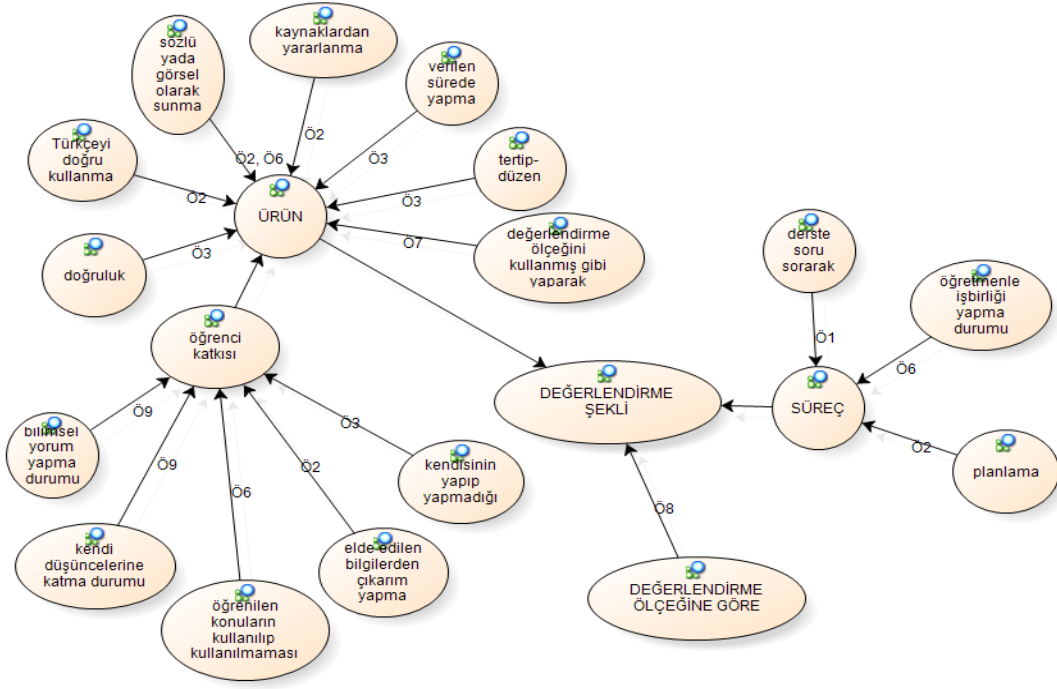 sözlü
yada
görsel
olarak
sunma
kaynaklardan
yararlanma
verilen
sürede
yapma
Türkçeyi
doğru
kullanma
tertip-
düzen
Ö2, Ö6
Ö2
Ö3
Ö2
Ö3
ÜRÜN
Ö7
değerlendirme
ölçeğini
kullanmış gibi
yaparak
doğruluk
Ö3
derste
soru
sorarak
öğretmenle
işbirliği
yapma
durumu
öğrenci
katkısı
Ö1
Ö6
DEĞERLENDİRME
ŞEKLİ
SÜREÇ
Ö2
planlama
bilimsel
yorum
yapma
durumu
Ö9
Ö9
Ö6
Ö2
Ö3
kendisinin
yapıp
yapmadığı
kendi
düşüncelerine
katma durumu
elde edilen
bilgilerden
çıkarım
yapma
öğrenilen
konuların
kullanılıp
kullanılmaması
Ö8
DEĞERLENDİRME
ÖLÇEĞİNE GÖRE